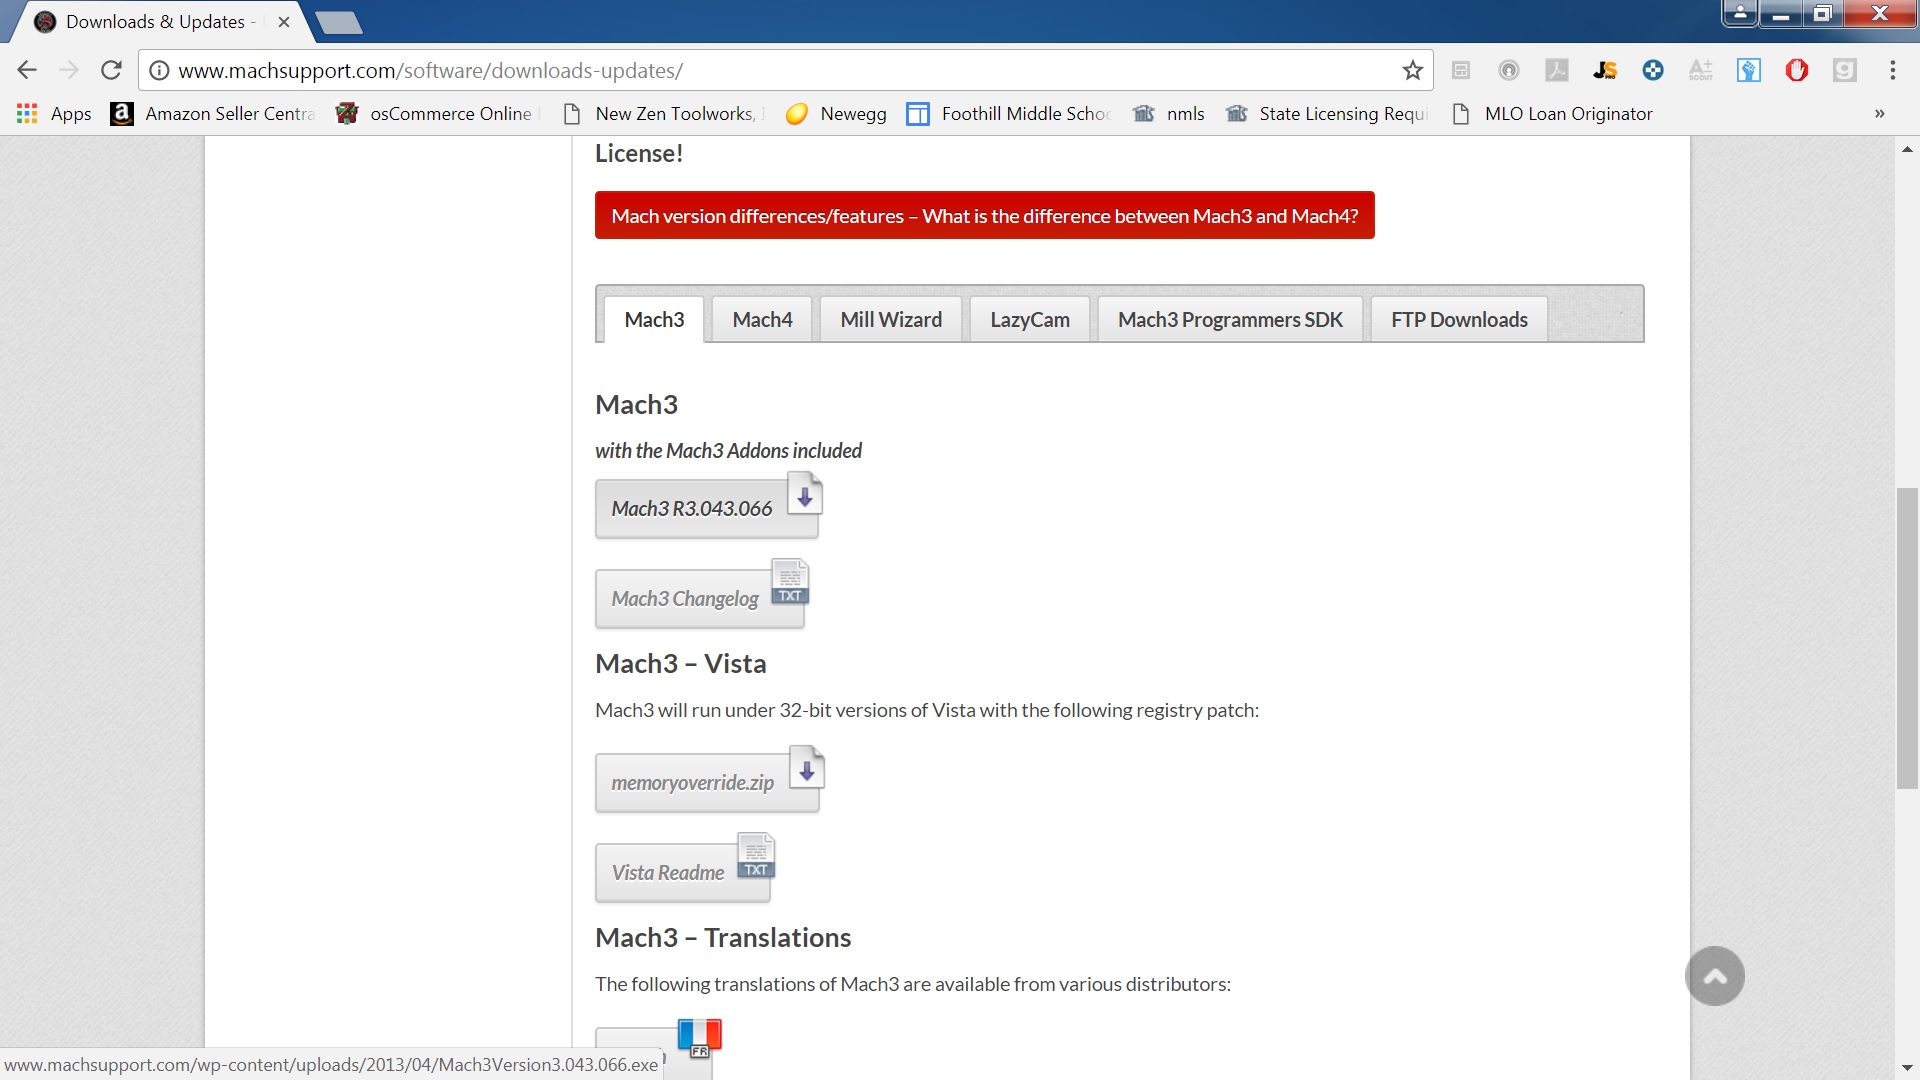 Downloads & Updates -
www.machsupport.com/software/downloads-updates/
Apps
Amazon Seller Centra
osCommerce Online
New Zen Toolworks,
Newegg
Foothill Middle Schoo
nmls
State Licensing Requi
MLO Loan Originator
»
License!
Mach version differences/features – What is the difference between Mach3 and Mach4?
Mach3
Mach4
Mill Wizard
LazyCam
Mach3 Programmers SDK
FTP Downloads
Mach3
with the Mach3 Addons included
Mach3 R3.043.066
Mach3 Changelog
TXT
Mach3 – Vista
Mach3 will run under 32-bit versions of Vista with the following registry patch:
memoryoverride.zip
Vista Readme
TXT
Mach3 – Translations
The following translations of Mach3 are available from various distributors:
FR
www.machsupport.com/wp-content/uploads/2013/04/Mach3Version3.043.066.exe